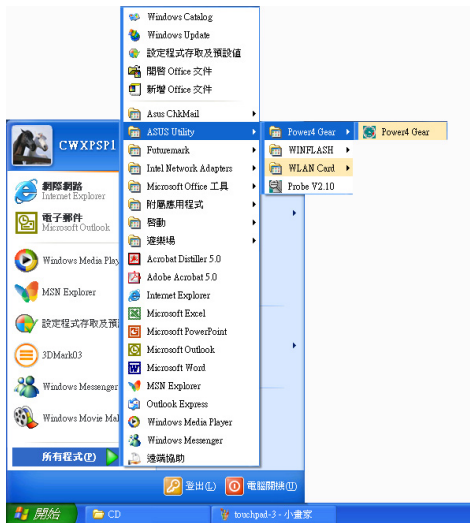 Windows Catalog
Windows Update
設定程式存取及預設值
開啟 Office 文件
新增 Office 文件
Asus ChkMail
ASUS Utility
Futuremark
Intel Network Adapters
Microsoft Office 工具
附屬應用程式
啟動
遊樂場
Acrobat Distiller 5.0
Adobe Acrobat 5.0
Internet Explorer
Microsoft Excel
Microsoft PowerPoint
Microsoft Outlook
Microsoft Word
MSN Explorer
Outlook Express
Windows Media Player
Windows Messenger
遠端協助
Power4 Gear
WINFLASH
WLAN Card
Probe V2.10
Power4 Gear
CWXPSP1
網際網路
Internet Explorer
電子郵件
Microsoft Outlook
Windows Media Play
MSN Explorer
設定程式存取及預
3DMark03
Windows Messenger
Windows Movie Mal
所有程式(P)
登出(L)
電腦關機(U)
開始
CD
touchpad-3 - 小畫家